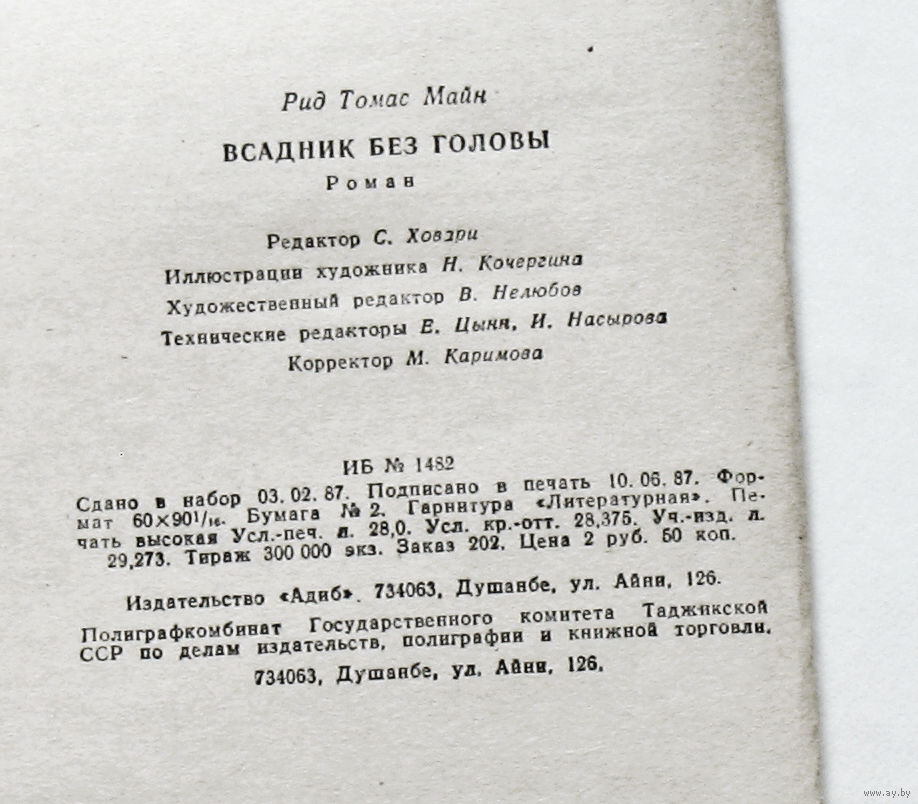 Рид Томас Майн
ВСАДНИК БЕЗ ГОЛОВЫ
Роман
Редактор С. Ховари
Иллюстрации художника Н. Кочергина
Художественный редактор В. Нелюбов
Технические редакторы Е. Цынн, И. Насырова
Корректор М. Каримова
ИБ № 1482
Сдано в набор 03.02.87. Подписано в печать 10.06.87. Фор-
мат 60×90¹/₁₆. Бумага № 2. Гарнитура «Литературная». Пе-
чать высокая Усл.-печ. л. 28,0. Усл. кр.-отт. 28,375. Уч.-изд. л.
29,273. Тираж 300 000 экз. Заказ 202. Цена 2 руб. 50 коп.
Издательство «Адиб». 734063, Душанбе, ул. Айни, 126.
Полиграфкомбинат Государственного комитета Таджикской
ССР по делам издательств, полиграфии и книжной торговли.
734063, Душанбе, ул. Айни, 126.
www.ay.by